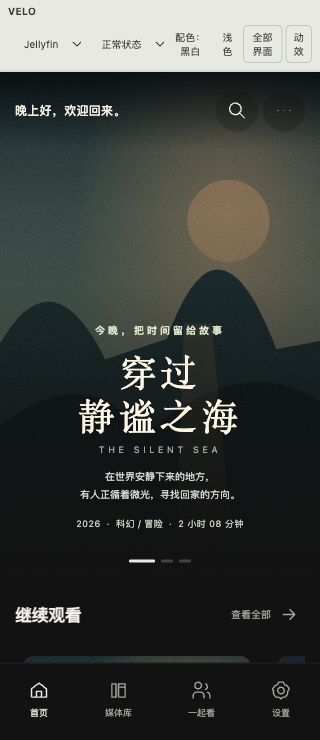 VELO
Jellyfin
正常状态
配色：
黑白
浅
色
全部
界面
动
效
晚上好，欢迎回来。
今晚，把时间留给故事
穿过
静谧之海
THE SILENT SEA
在世界安静下来的地方，
有人正循着微光，寻找回家的方向。
2026 · 科幻 / 冒险 · 2 小时 08 分钟
继续观看
查看全部
首页
媒体库
一起看
设置